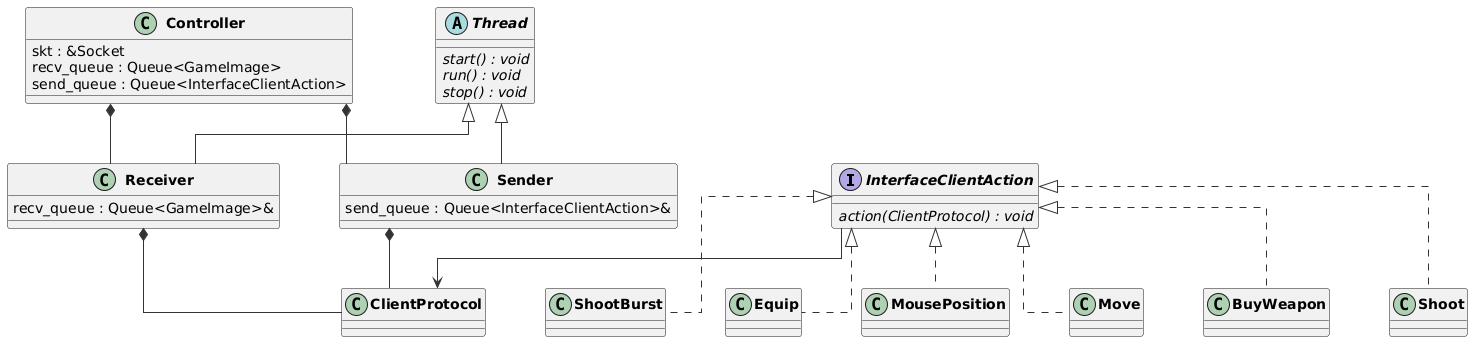 C Controller
skt : &Socket
recv_queue : Queue<GameImage>
send_queue : Queue<InterfaceClientAction>
A Thread
start() : void
run() : void
stop() : void
C Receiver
recv_queue : Queue<GameImage>&
C Sender
send_queue : Queue<InterfaceClientAction>&
I InterfaceClientAction
action(ClientProtocol) : void
C ClientProtocol
C ShootBurst
C Equip
C MousePosition
C Move
C BuyWeapon
C Shoot